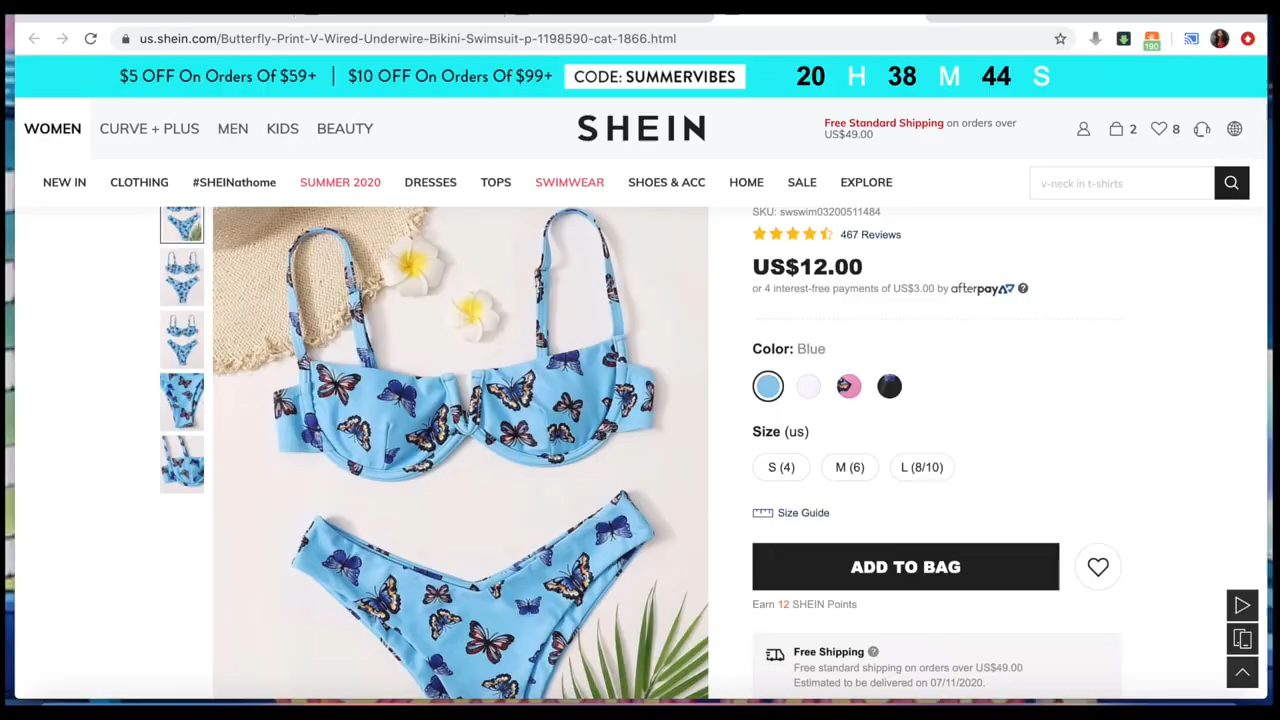 us.shein.com/Butterfly-Print-V-Wired-Underwire-Bikini-Swimsuit-p-1198590-cat-1866.html
190
$5 OFF On Orders Of $59+ | $10 OFF On Orders Of $99+ CODE: SUMMERVIBES 20 H 38 M 44 S
WOMEN CURVE + PLUS MEN KIDS BEAUTY
SHEIN
Free Standard Shipping on orders over
US$49.00
2 8
NEW IN CLOTHING #SHEINathome SUMMER 2020 DRESSES TOPS SWIMWEAR SHOES & ACC HOME SALE EXPLORE
v-neck in t-shirts
SKU: swswim03200511484
467 Reviews
US$12.00
or 4 interest-free payments of US$3.00 by afterpay ?
Color: Blue
Size (us)
S (4) M (6) L (8/10)
Size Guide
ADD TO BAG
Earn 12 SHEIN Points
Free Shipping ?
Free standard shipping on orders over US$49.00
Estimated to be delivered on 07/11/2020.